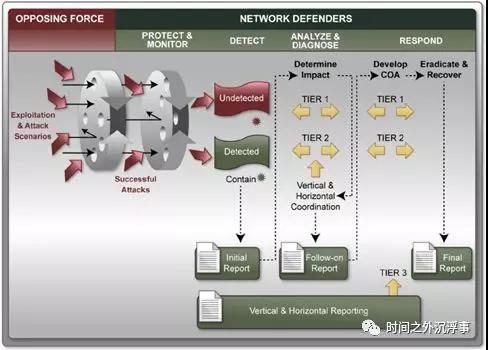 OPPOSING FORCE
NETWORK DEFENDERS
PROTECT &
MONITOR
DETECT
ANALYZE &
DIAGNOSE
RESPOND
Exploitation
& Attack
Scenarios
Successful
Attacks
Undetected
Detected
Contain
Determine
Impact
TIER 1
TIER 2
Vertical &
Horizontal
Coordination
Develop
COA
TIER 1
TIER 2
Eradicate &
Recover
Initial
Report
Follow-on
Report
Final
Report
TIER 3
Vertical & Horizontal Reporting
时间之外沉浮事